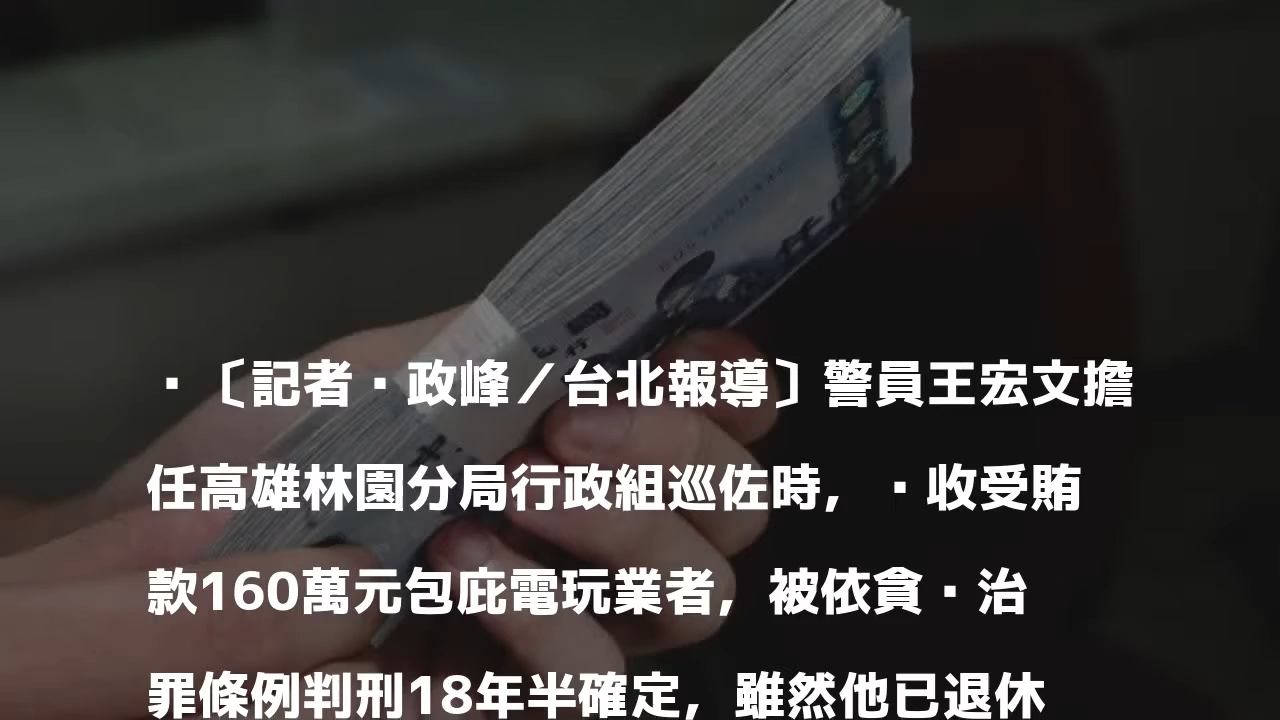 ▪〔記者▪政峰／台北報導〕警員王宏文擔
任高雄林園分局行政組巡佐時，▪收受賄
款160萬元包庇電玩業者，被依貪▪治
罪條例判刑18年半確定，雖然他已退休